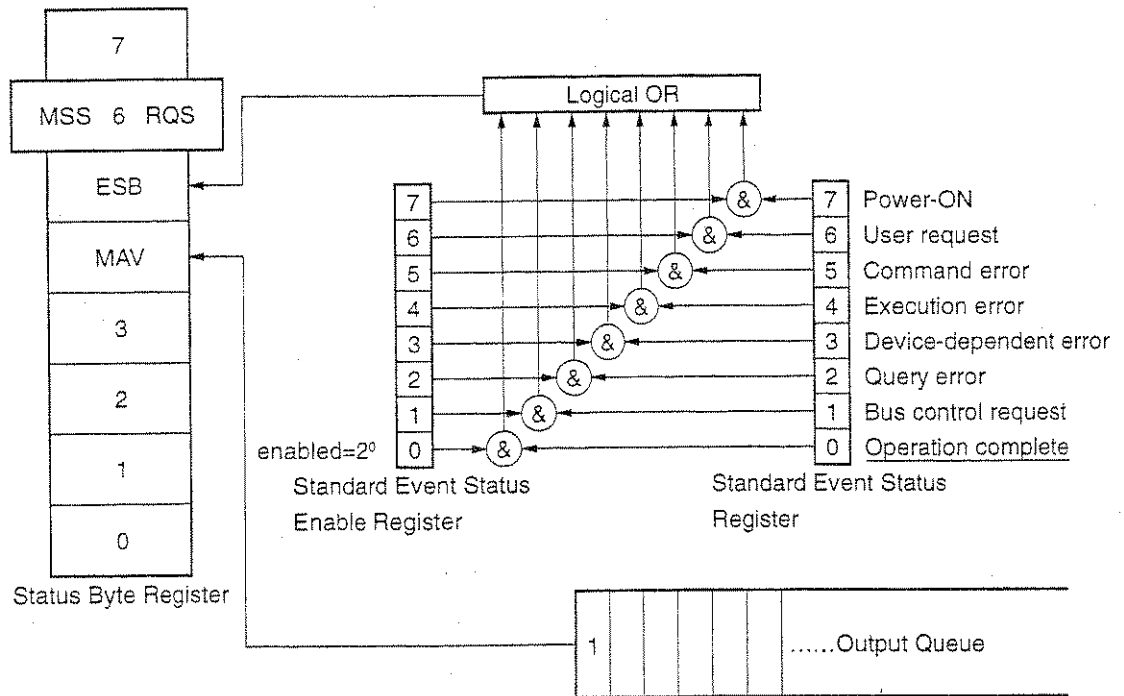 7
MSS 6 RQS
ESB
MAV
3
2
1
0
Status Byte Register
Logical OR
7 & 7 Power-ON
6 & 6 User request
5 & 5 Command error
4 & 4 Execution error
3 & 3 Device-dependent error
2 & 2 Query error
1 & 1 Bus control request
enabled=2⁰ 0 & 0 Operation complete
Standard Event Status
Enable Register
Standard Event Status
Register
1 ......Output Queue